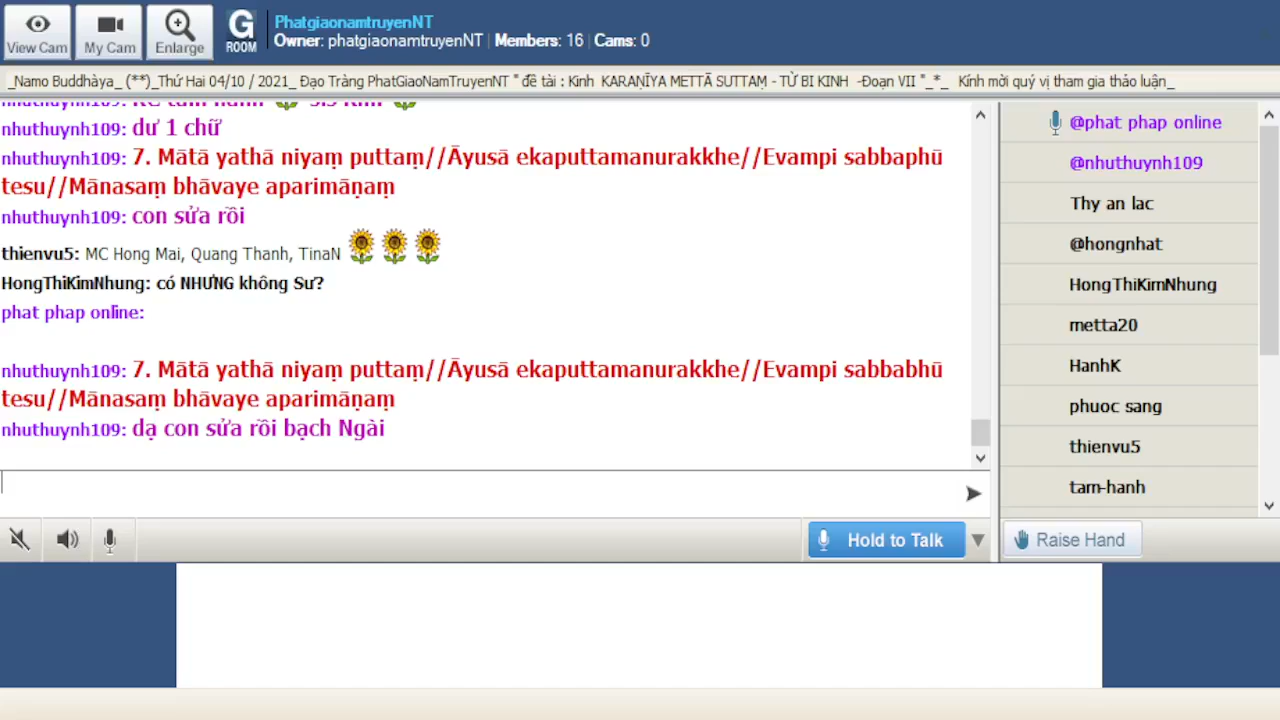 PhatgiaonamtruyenNT
View Cam
My Cam
Enlarge
G ROOM
Owner: phatgiaonamtruyenNT | Members: 16 | Cams: 0
_Namo Buddhàya_ (**)_Thứ Hai 04/10 / 2021_ Đạo Tràng PhatGiaoNamTruyenNT " đề tài : Kinh KARAṆĪYA METTĀ SUTTAṂ - TỪ BI KINH -Đoạn VII "_*_ Kính mời quý vị tham gia thảo luận_
nhuthuynh109: dư 1 chữ
nhuthuynh109: 7. Mātā yathā niyaṃ puttaṃ//Āyusā ekaputtamanurakkhe//Evampi sabbaphū
tesu//Mānasaṃ bhāvaye aparimāṇaṃ
nhuthuynh109: con sửa rồi
thienvu5: MC Hong Mai, Quang Thanh, TinaN
HongThiKimNhung: có NHƯNG không Sư?
phat phap online:
nhuthuynh109: 7. Mātā yathā niyaṃ puttaṃ//Āyusā ekaputtamanurakkhe//Evampi sabbabhū
tesu//Mānasaṃ bhāvaye aparimāṇaṃ
nhuthuynh109: dạ con sửa rồi bạch Ngài
@phat phap online
@nhuthuynh109
Thy an lac
@hongnhat
HongThiKimNhung
metta20
HanhK
phuoc sang
thienvu5
tam-hanh
Hold to Talk
Raise Hand